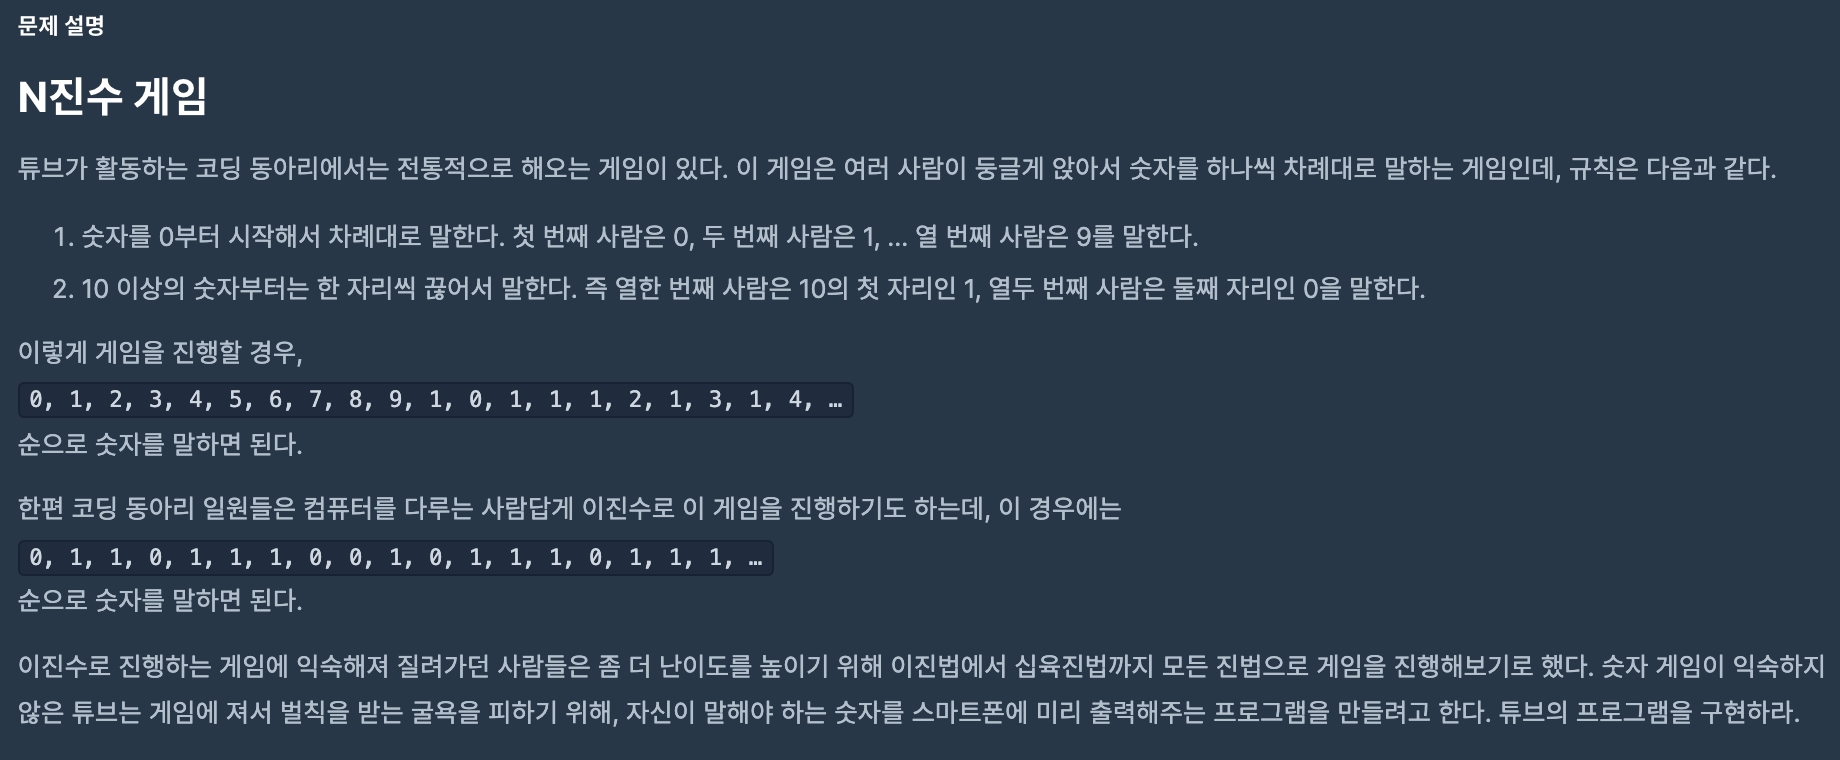 문제 설명
N진수 게임
튜브가 활동하는 코딩 동아리에서는 전통적으로 해오는 게임이 있다. 이 게임은 여러 사람이 둥글게 앉아서 숫자를 하나씩 차례대로 말하는 게임인데, 규칙은 다음과 같다.
1. 숫자를 0부터 시작해서 차례대로 말한다. 첫 번째 사람은 0, 두 번째 사람은 1, … 열 번째 사람은 9를 말한다.
2. 10 이상의 숫자부터는 한 자리씩 끊어서 말한다. 즉 열한 번째 사람은 10의 첫 자리인 1, 열두 번째 사람은 둘째 자리인 0을 말한다.
이렇게 게임을 진행할 경우,
0, 1, 2, 3, 4, 5, 6, 7, 8, 9, 1, 0, 1, 1, 1, 2, 1, 3, 1, 4, …
순으로 숫자를 말하면 된다.
한편 코딩 동아리 일원들은 컴퓨터를 다루는 사람답게 이진수로 이 게임을 진행하기도 하는데, 이 경우에는
0, 1, 1, 0, 1, 1, 1, 0, 0, 1, 0, 1, 1, 1, 0, 1, 1, 1, …
순으로 숫자를 말하면 된다.
이진수로 진행하는 게임에 익숙해져 질려가던 사람들은 좀 더 난이도를 높이기 위해 이진법에서 십육진법까지 모든 진법으로 게임을 진행해보기로 했다. 숫자 게임이 익숙하지
않은 튜브는 게임에 져서 벌칙을 받는 굴욕을 피하기 위해, 자신이 말해야 하는 숫자를 스마트폰에 미리 출력해주는 프로그램을 만들려고 한다. 튜브의 프로그램을 구현하라.